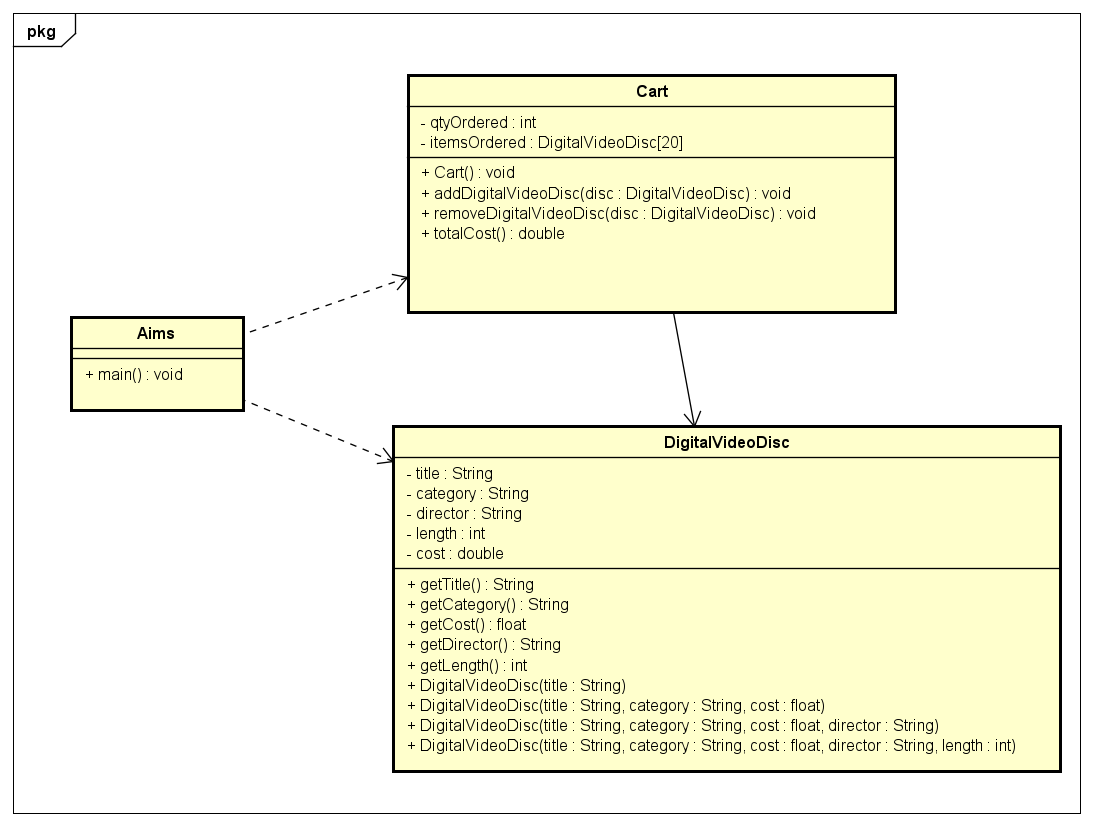 pkg
Cart
- qtyOrdered : int
- itemsOrdered : DigitalVideoDisc[20]
+ Cart() : void
+ addDigitalVideoDisc(disc : DigitalVideoDisc) : void
+ removeDigitalVideoDisc(disc : DigitalVideoDisc) : void
+ totalCost() : double
Aims
+ main() : void
DigitalVideoDisc
- title : String
- category : String
- director : String
- length : int
- cost : double
+ getTitle() : String
+ getCategory() : String
+ getCost() : float
+ getDirector() : String
+ getLength() : int
+ DigitalVideoDisc(title : String)
+ DigitalVideoDisc(title : String, category : String, cost : float)
+ DigitalVideoDisc(title : String, category : String, cost : float, director : String)
+ DigitalVideoDisc(title : String, category : String, cost : float, director : String, length : int)